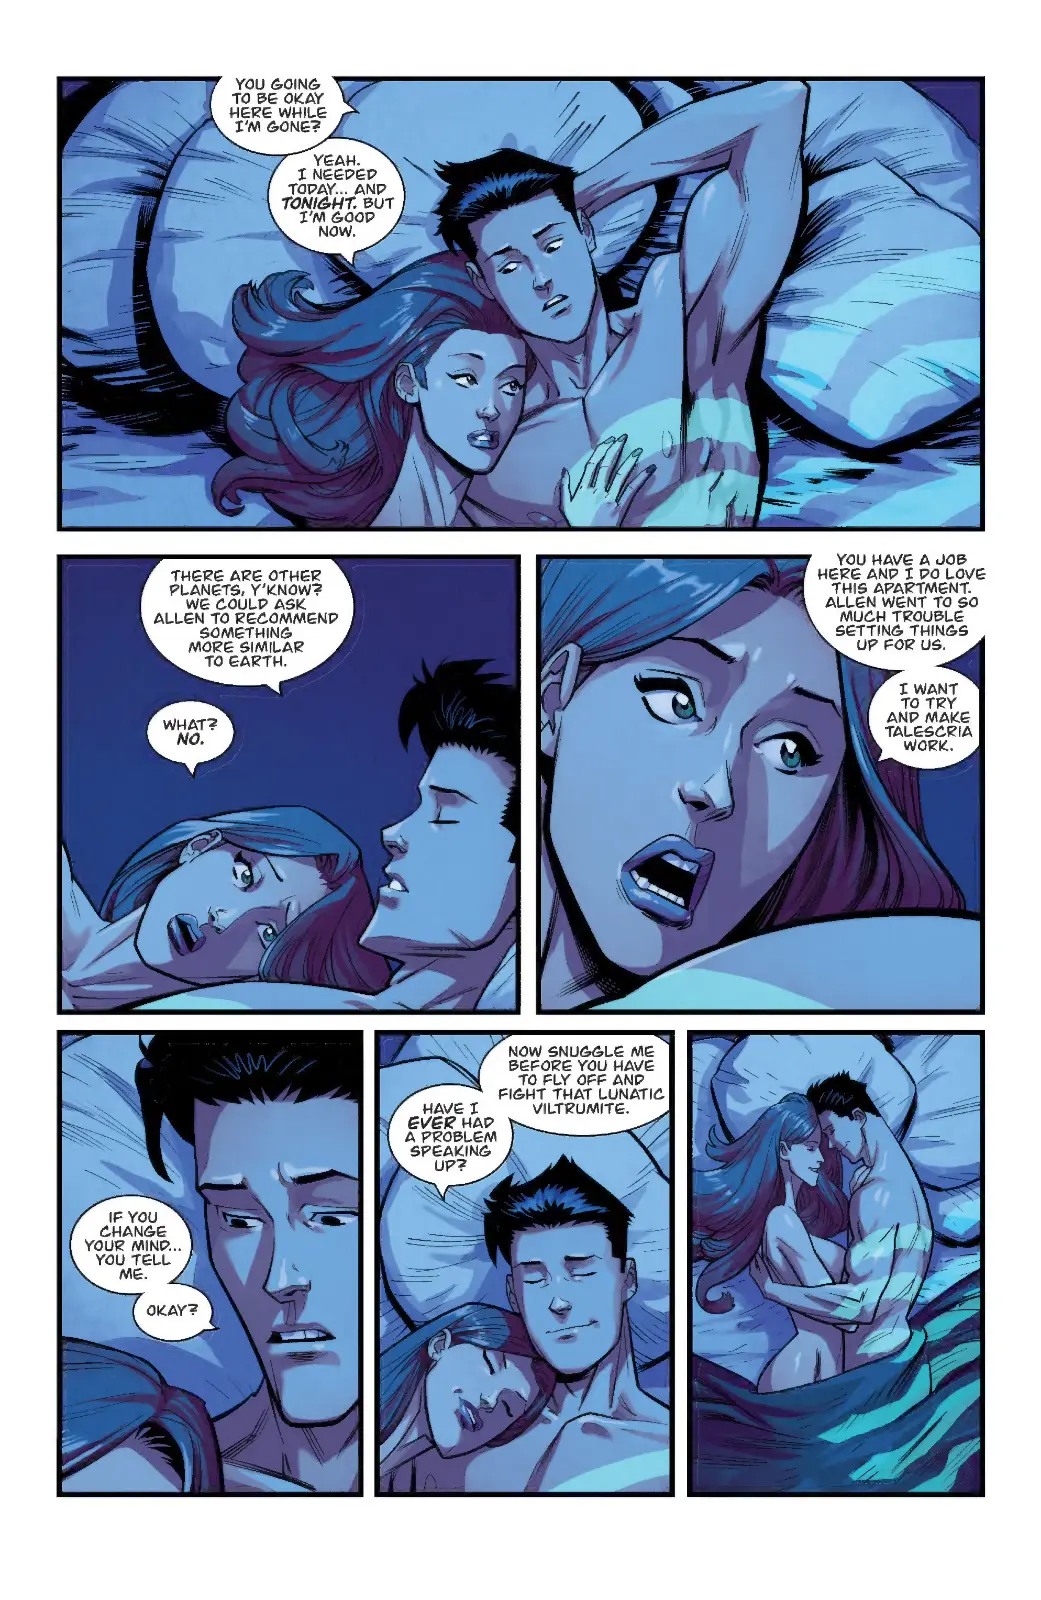 YOU GOING
TO BE OKAY
HERE WHILE
I'M GONE?
YEAH.
I NEEDED
TODAY... AND
TONIGHT. BUT
I'M GOOD
NOW.
THERE ARE OTHER
PLANETS, Y'KNOW?
WE COULD ASK
ALLEN TO RECOMMEND
SOMETHING
MORE SIMILAR
TO EARTH.
WHAT?
NO.
YOU HAVE A JOB
HERE AND I DO LOVE
THIS APARTMENT.
ALLEN WENT TO SO
MUCH TROUBLE
SETTING THINGS
UP FOR US.
I WANT
TO TRY
AND MAKE
TALESCRIA
WORK.
IF YOU
CHANGE
YOUR MIND...
YOU TELL
ME.
OKAY?
HAVE I
EVER HAD
A PROBLEM
SPEAKING
UP?
NOW SNUGGLE ME
BEFORE YOU HAVE
TO FLY OFF AND
FIGHT THAT LUNATIC
VILTRUMITE.